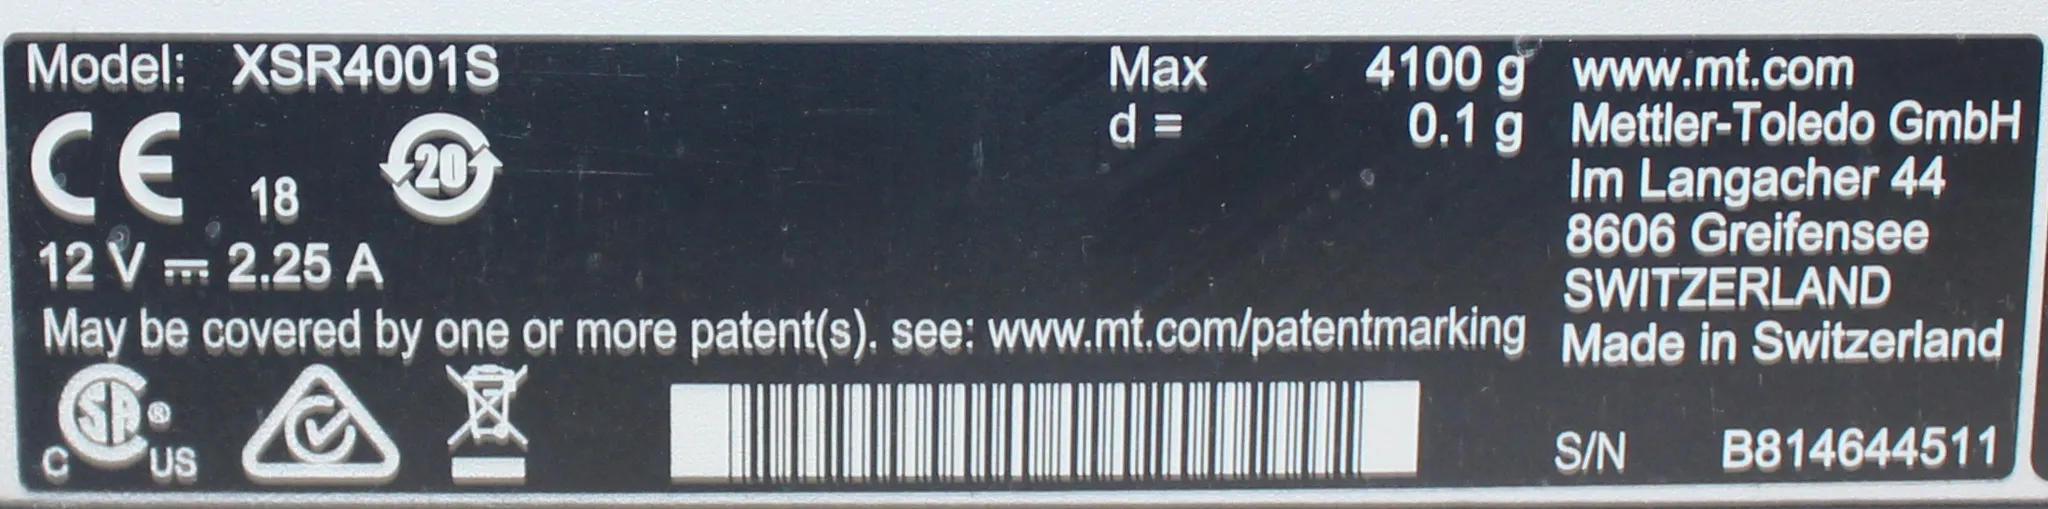 Model: XSR4001S
Max 4100 g
d = 0.1 g
CE 18 20
12 V 2.25 A
May be covered by one or more patent(s). see: www.mt.com/patentmarking
C SA ® US
www.mt.com
Mettler-Toledo GmbH
Im Langacher 44
8606 Greifensee
SWITZERLAND
Made in Switzerland
S/N B814644511